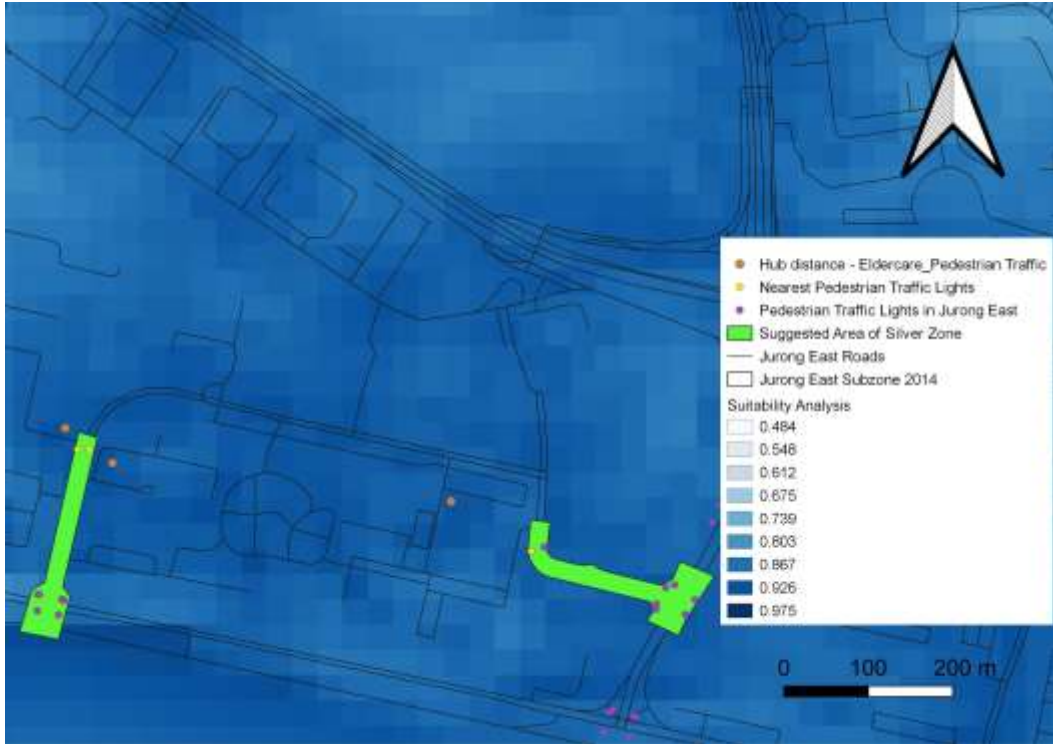 Hub distance - Eldercare_Pedestrian Traffic
Nearest Pedestrian Traffic Lights
Pedestrian Traffic Lights in Jurong East
Suggested Area of Silver Zone
Jurong East Roads
Jurong East Subzone 2014
Suitability Analysis
0.484
0.548
0.612
0.675
0.739
0.803
0.867
0.926
0.975
0 100 200 m